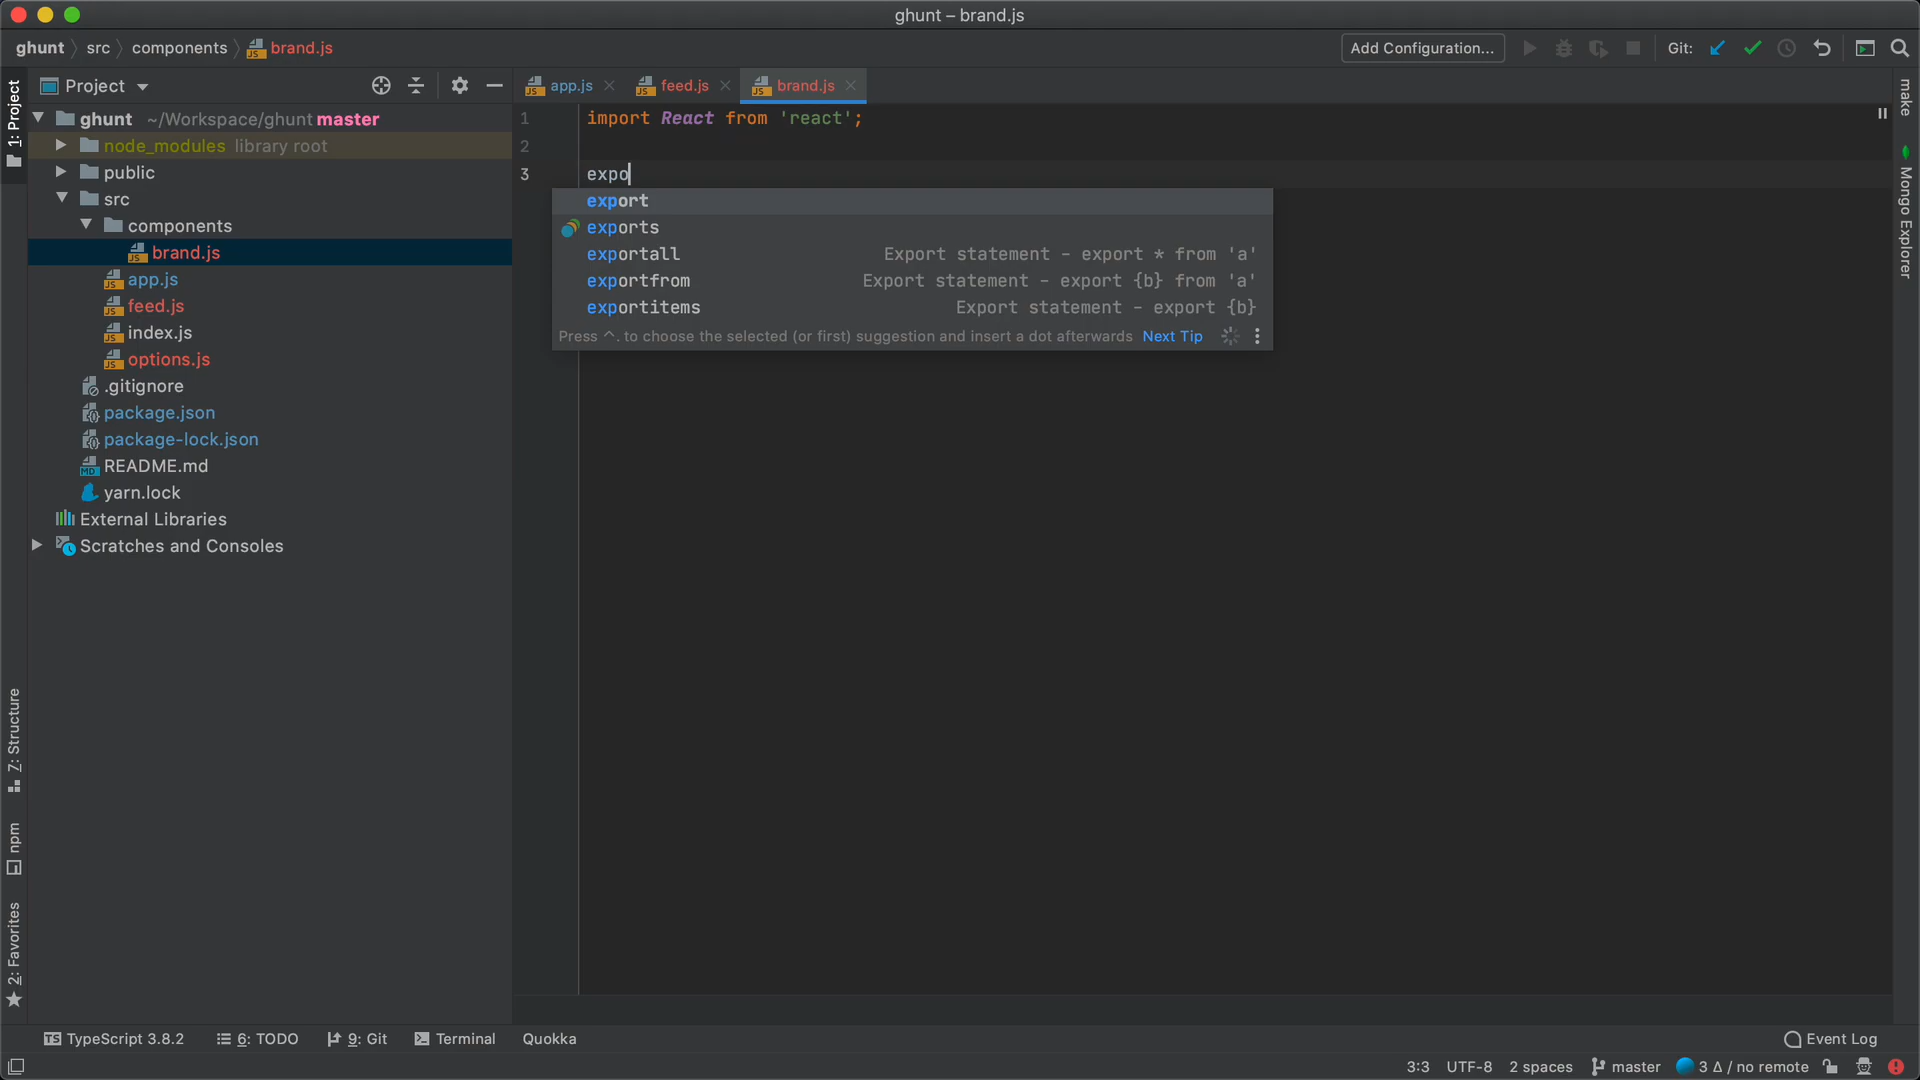 ghunt – brand.js
ghunt src components brand.js
Add Configuration... Git:
1: Project
Project
app.js feed.js brand.js
make
Mongo Explorer
ghunt ~/Workspace/ghunt master
node_modules library root
public
src
components
brand.js
app.js
feed.js
index.js
options.js
.gitignore
package.json
package-lock.json
README.md
yarn.lock
External Libraries
Scratches and Consoles
1 import React from 'react';
2
3 expo
export
exports
exportall Export statement - export * from 'a'
exportfrom Export statement - export {b} from 'a'
exportitems Export statement - export {b}
Press ^. to choose the selected (or first) suggestion and insert a dot afterwards Next Tip
Z: Structure
npm
2: Favorites
TypeScript 3.8.2 6: TODO 9: Git Terminal Quokka Event Log
3:3 UTF-8 2 spaces master 3 Δ / no remote